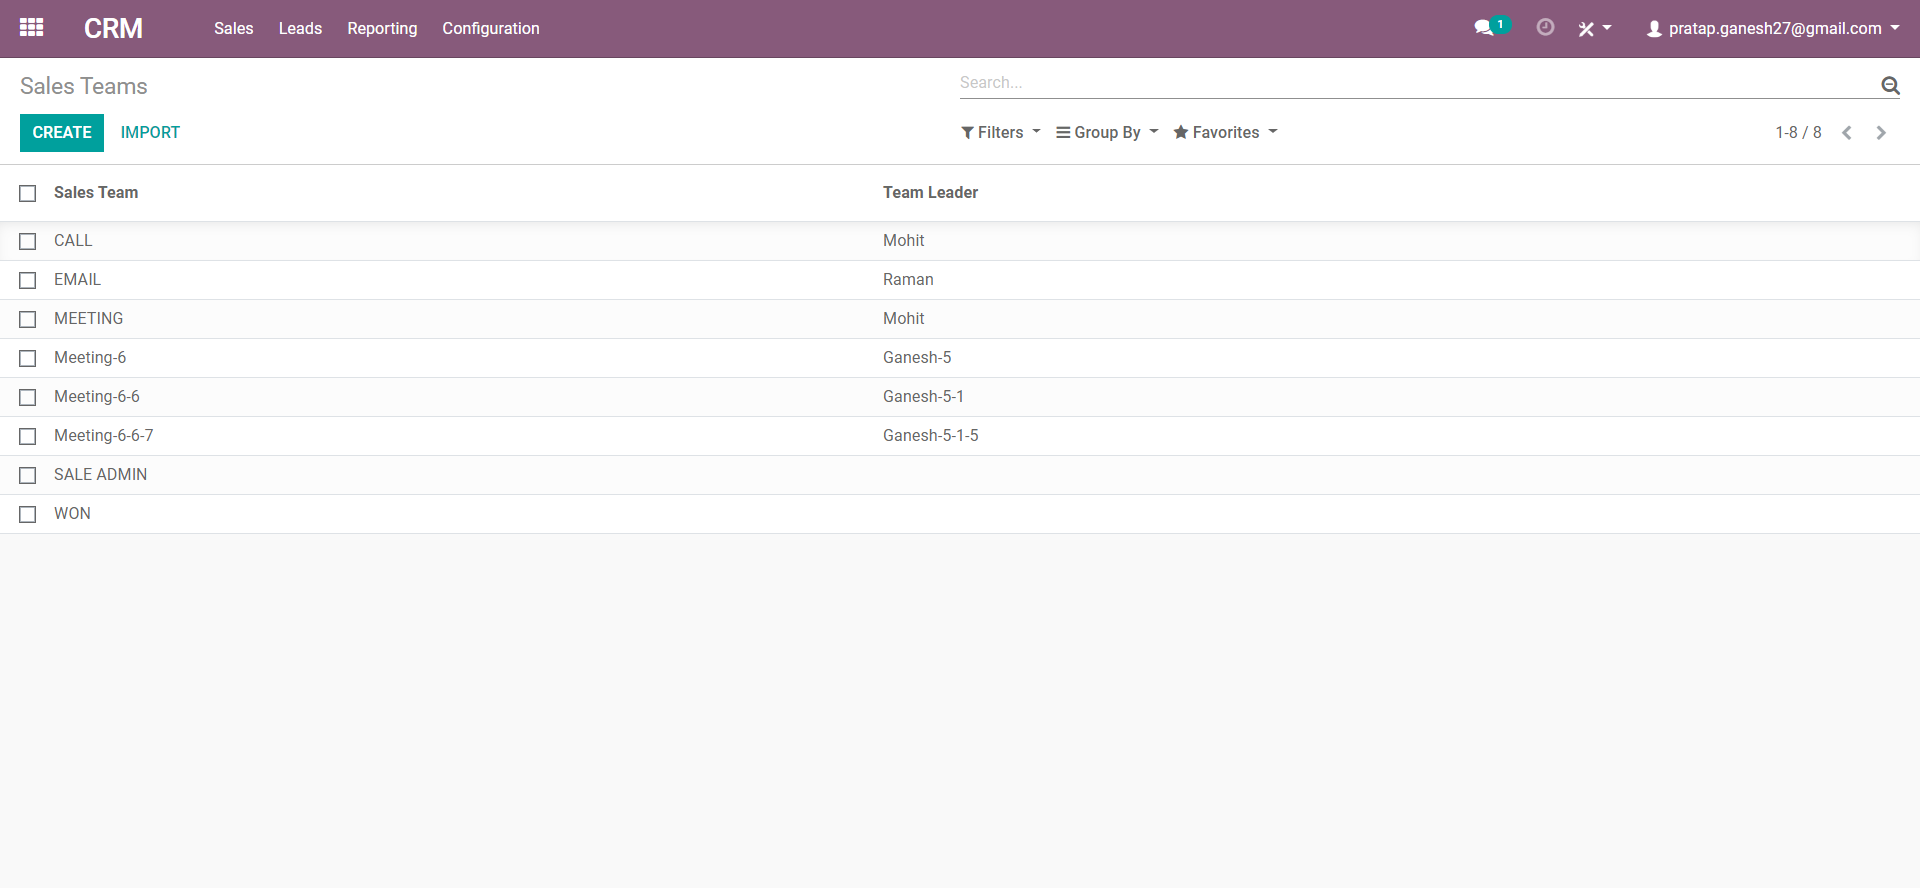 CRM Sales Leads Reporting Configuration 1 pratap.ganesh27@gmail.com
Sales Teams Search...
CREATE IMPORT Filters Group By Favorites 1-8 / 8
Sales Team Team Leader
CALL Mohit
EMAIL Raman
MEETING Mohit
Meeting-6 Ganesh-5
Meeting-6-6 Ganesh-5-1
Meeting-6-6-7 Ganesh-5-1-5
SALE ADMIN
WON